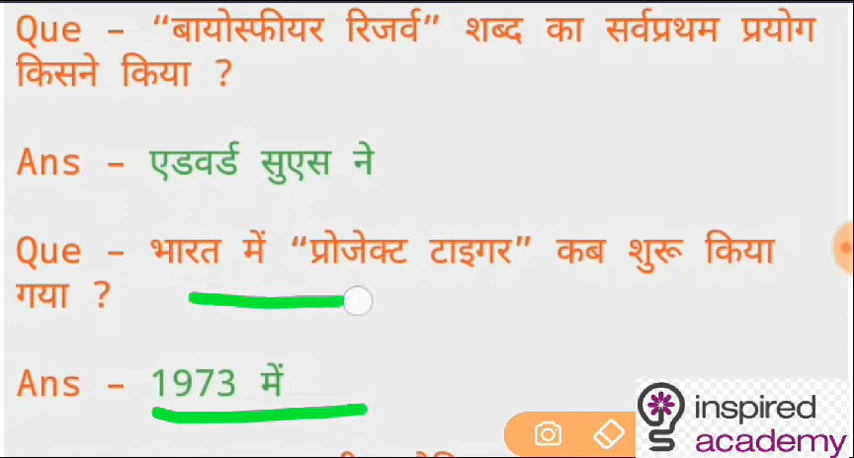 Que - “बायोस्फीयर रिजर्व” शब्द का सर्वप्रथम प्रयोग
किसने किया ?
Ans - एडवर्ड सुएस ने
Que - भारत में “प्रोजेक्ट टाइगर” कब शुरू किया
गया ?
Ans - 1973 में
inspired
academy